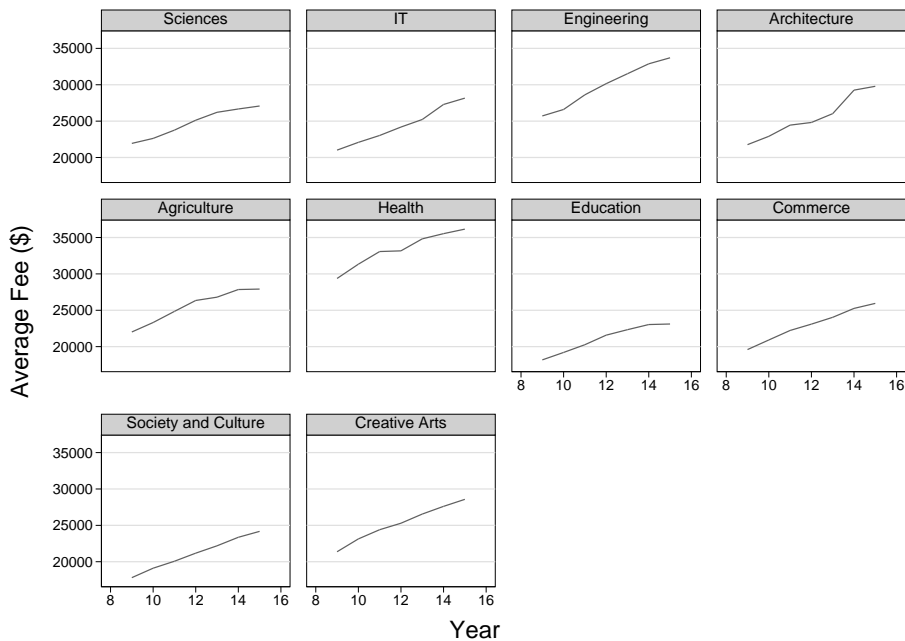 Sciences IT Engineering Architecture
35000
30000
25000
20000
Agriculture Health Education Commerce
35000
30000
25000
20000
8 10 12 14 16 8 10 12 14 16
Society and Culture Creative Arts
35000
30000
25000
20000
8 10 12 14 16 8 10 12 14 16
Average Fee ($)
Year